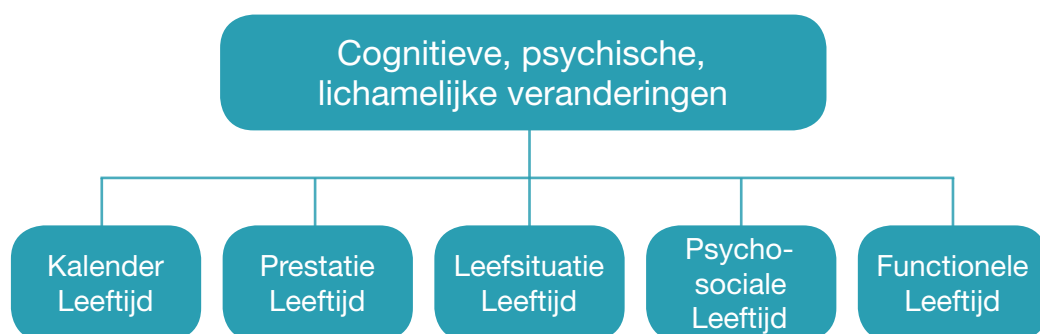 Cognitieve, psychische,
lichamelijke veranderingen
Kalender
Leeftijd
Prestatie
Leeftijd
Leefsituatie
Leeftijd
Psycho-
sociale
Leeftijd
Functionele
Leeftijd